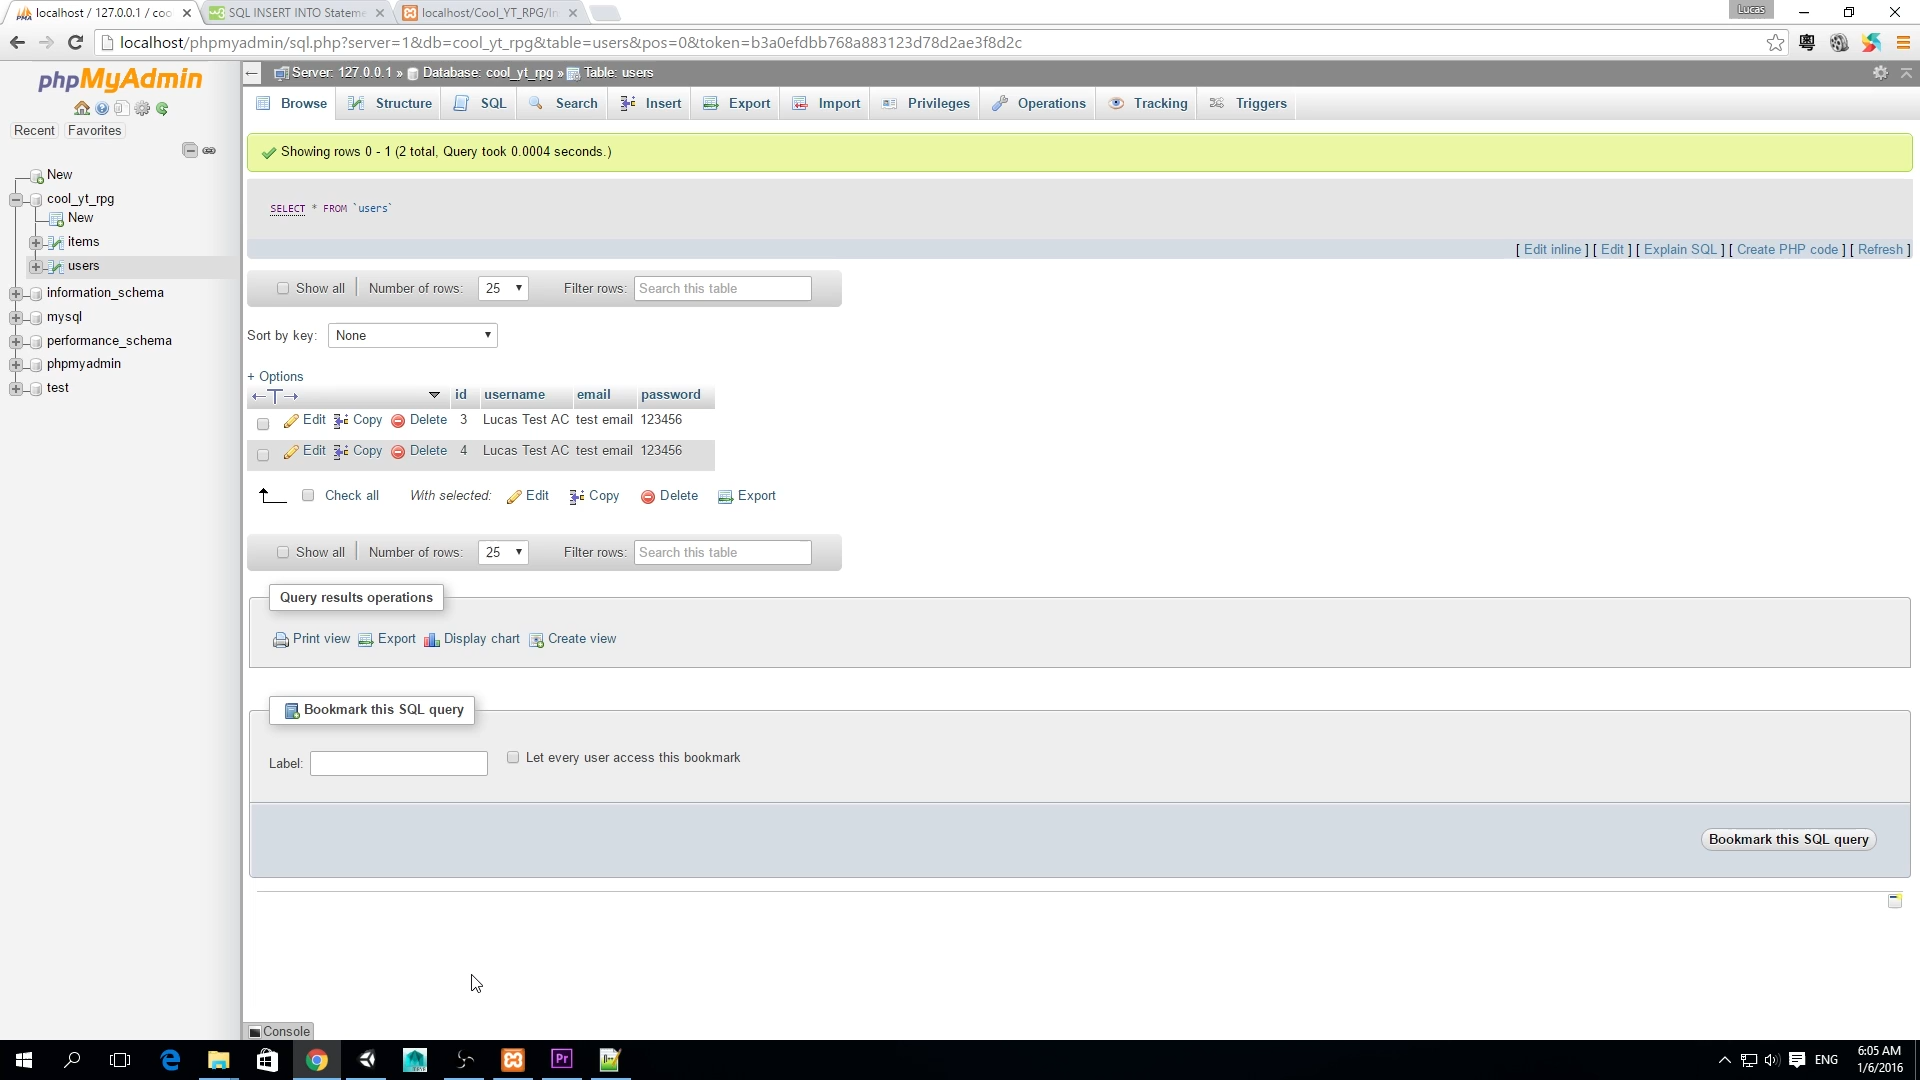 localhost / 127.0.0.1 / coo
SQL INSERT INTO Stateme
localhost/Cool_YT_RPG/In
Lucas
localhost/phpmyadmin/sql.php?server=1&db=cool_yt_rpg&table=users&pos=0&token=b3a0efdbb768a883123d78d2ae3f8d2c
phpMyAdmin
Recent Favorites
New
cool_yt_rpg
New
items
users
information_schema
mysql
performance_schema
phpmyadmin
test
Server: 127.0.0.1 » Database: cool_yt_rpg » Table: users
Browse Structure SQL Search Insert Export Import Privileges Operations Tracking Triggers
Showing rows 0 - 1 (2 total, Query took 0.0004 seconds.)
SELECT * FROM `users`
[ Edit inline ] [ Edit ] [ Explain SQL ] [ Create PHP code ] [ Refresh ]
Show all Number of rows: 25 Filter rows: Search this table
Sort by key: None
+ Options
←T→ id username email password
Edit Copy Delete 3 Lucas Test AC test email 123456
Edit Copy Delete 4 Lucas Test AC test email 123456
Check all With selected: Edit Copy Delete Export
Show all Number of rows: 25 Filter rows: Search this table
Query results operations
Print view Export Display chart Create view
Bookmark this SQL query
Label: Let every user access this bookmark
Bookmark this SQL query
Console
Pr
ENG
6:05 AM
1/6/2016